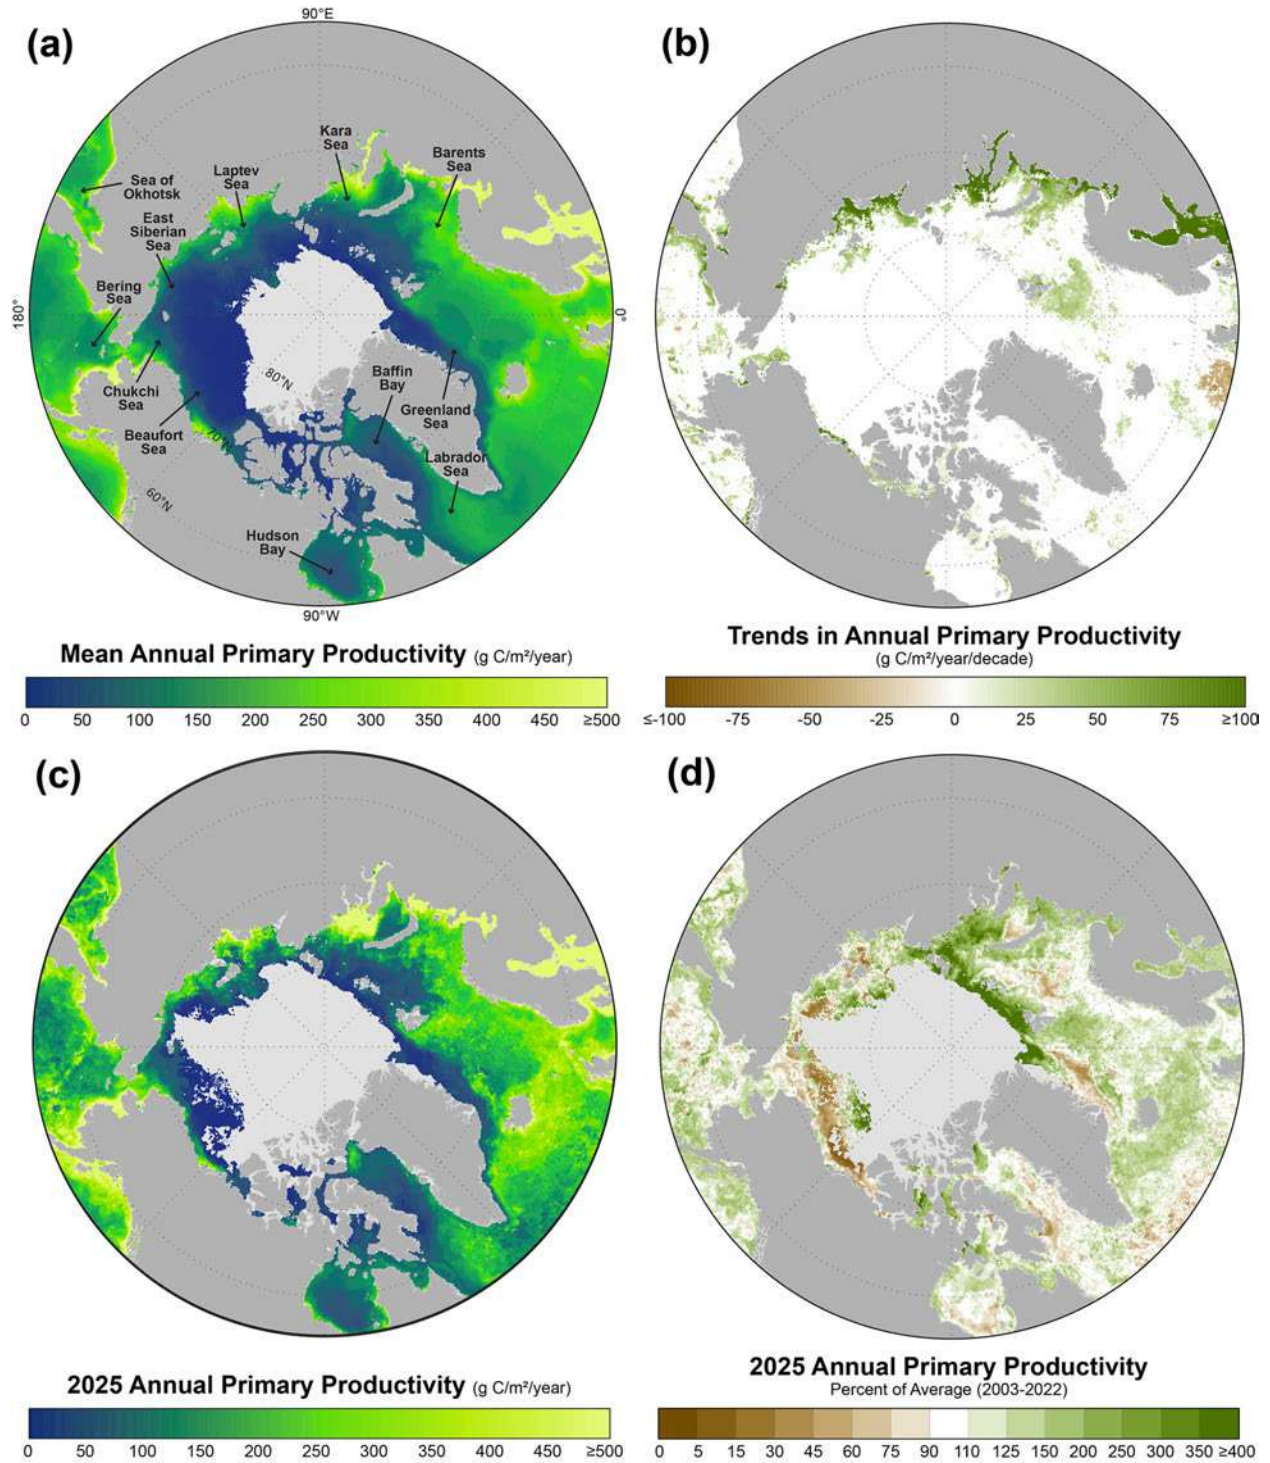 (a)
90°E
Kara
Sea
Barents
Sea
Laptev
Sea
Sea of
Okhotsk
East
Siberian
Sea
Bering
Sea
180°
0°
80°N
Baffin
Bay
Chukchi
Sea
Greenland
Sea
Beaufort
Sea
70°N
Labrador
Sea
60°N
Hudson
Bay
90°W
Mean Annual Primary Productivity (g C/m²/year)
0 50 100 150 200 250 300 350 400 450 ≥500
(b)
Trends in Annual Primary Productivity
(g C/m²/year/decade)
≤-100 -75 -50 -25 0 25 50 75 ≥100
(c)
2025 Annual Primary Productivity (g C/m²/year)
0 50 100 150 200 250 300 350 400 450 ≥500
(d)
2025 Annual Primary Productivity
Percent of Average (2003-2022)
0 5 15 30 45 60 75 90 110 125 150 200 250 300 350 ≥400